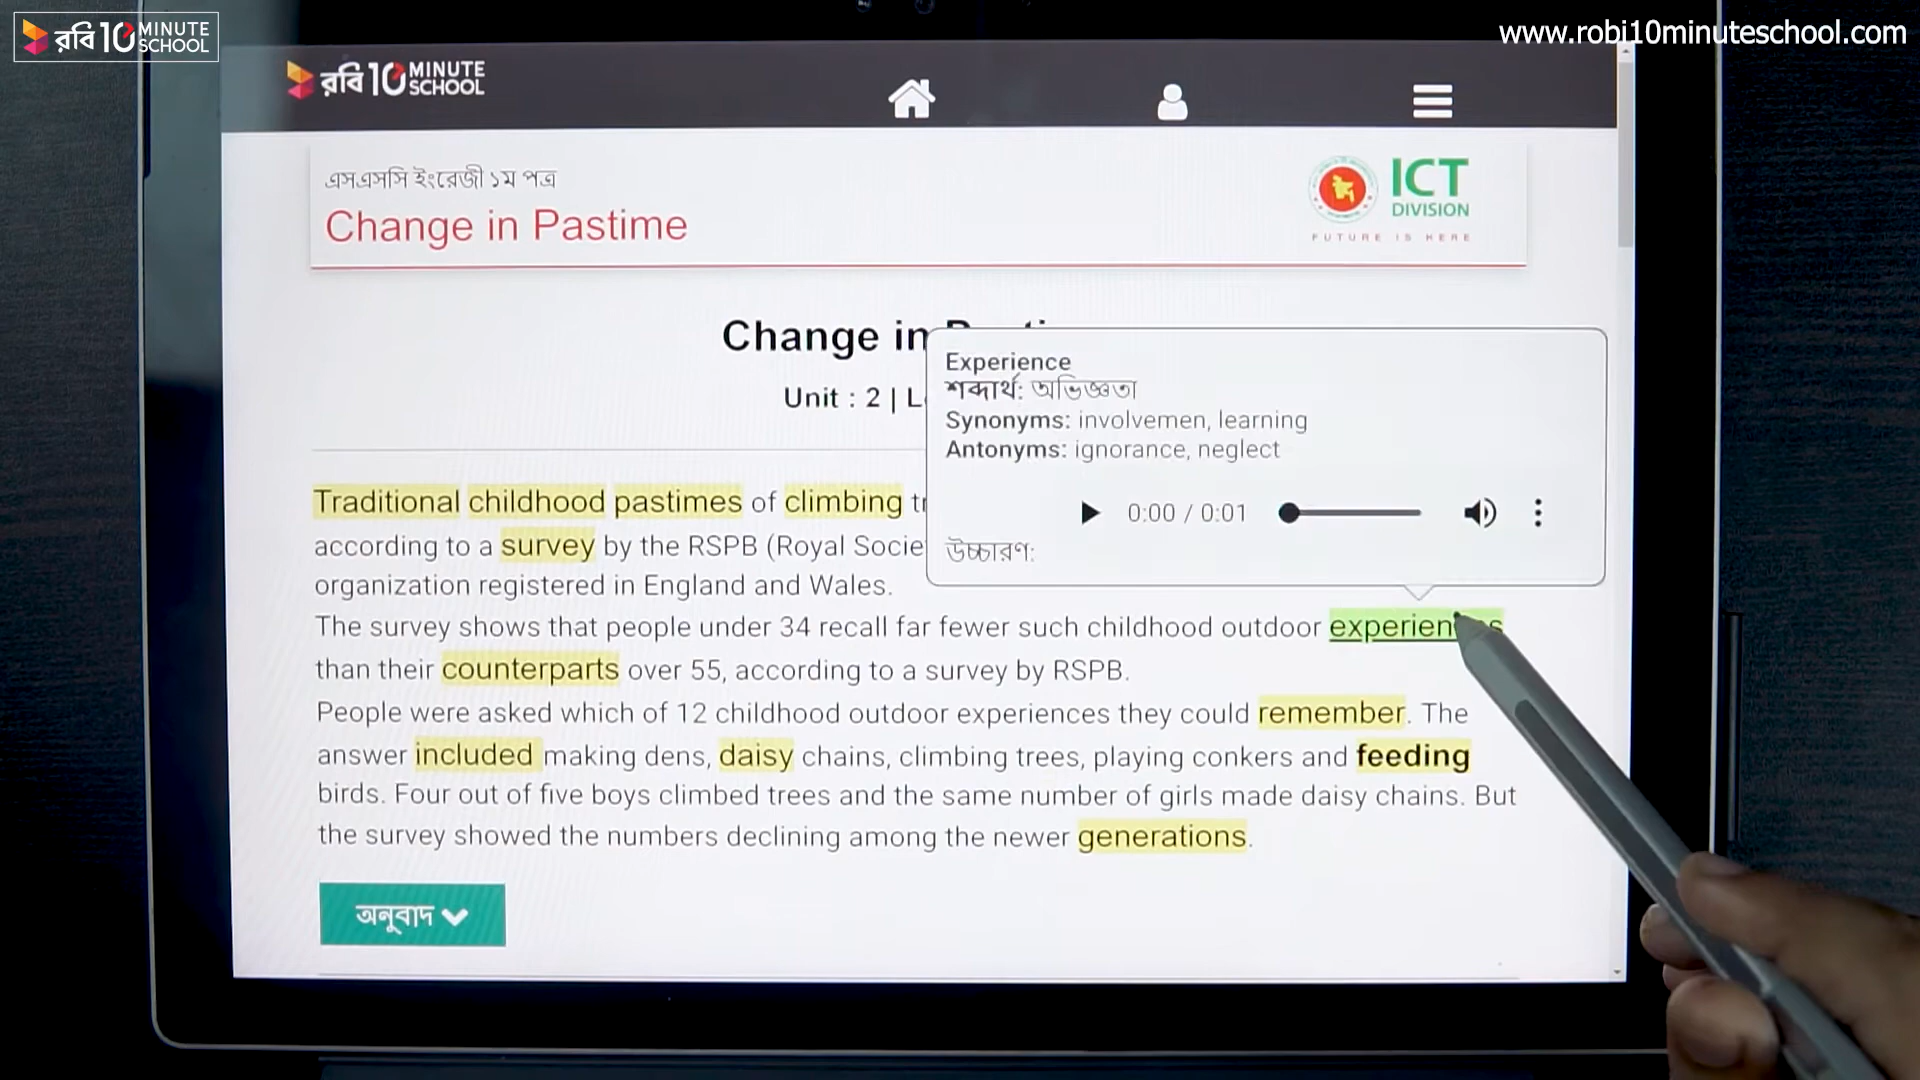 রবি 10 MINUTE SCHOOL
www.robi10minuteschool.com
রবি 10 MINUTE SCHOOL
এসএসসি ইংরেজী ১ম পত্র
Change in Pastime
ICT
DIVISION
FUTURE IS HERE
Change in
Unit : 2 |
Experience
শব্দার্থ: অভিজ্ঞতা
Synonyms: involvemen, learning
Antonyms: ignorance, neglect
0:00 / 0:01
উচ্চারণ:
Traditional childhood pastimes of climbing
according to a survey by the RSPB (Royal
organization registered in England and Wales.
The survey shows that people under 34 recall far fewer such childhood outdoor experiences
than their counterparts over 55, according to a survey by RSPB.
People were asked which of 12 childhood outdoor experiences they could remember. The
answer included making dens, daisy chains, climbing trees, playing conkers and feeding
birds. Four out of five boys climbed trees and the same number of girls made daisy chains. But
the survey showed the numbers declining among the newer generations.
অনুবাদ